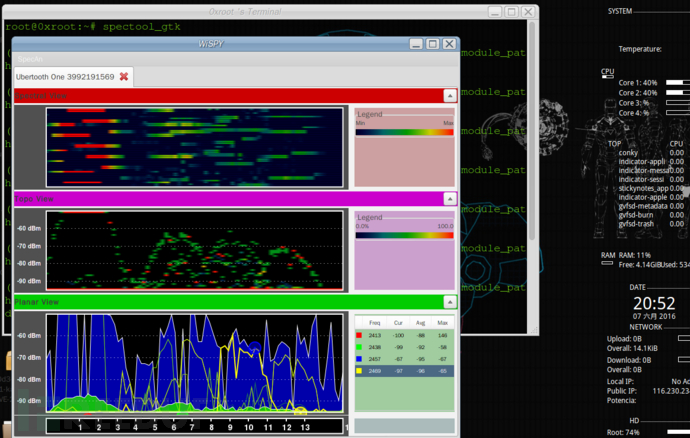 0xroot 's Terminal
root@0xroot:~# spectool_gtk
WiSPY
SpecAn
Ubertooth One 3992191569
module_pat
module_pat
module_pat
module_pat
module_pat
module_pat
Legend
Min Max
Topo View
-60 dBm
-70 dBm
-80 dBm
-90 dBm
Legend
0.0% 100.0
Planar View
-60 dBm
-70 dBm
-80 dBm
-90 dBm
1 2 3 4 5 6 7 8 9 10 11 12 13
Freq Cur Avg Max
2413 -100 -88 146
2438 -99 -92 -58
2457 -97 -95 -67
2469 -97 -96 -65
SYSTEM
Temperature:
CPU
Core 1: 40%
Core 2: 40%
Core 3: %
Core 4: %
TOP CPU
conky 0.00
indicator-appli 0.00
indicator-messa 0.00
indicator-sessi 0.00
stickynotes_app 0.00
indicator-apple 0.00
gvfsd-metadata 0.00
gvfsd-burn 0.00
gvfsd-trash 0.00
RAM RAM: 11%
Free: 4.14GiB Used: 534
DATE
20:52
07 六月 2016
NETWORK
Upload: 0B
Overall: 14.1KiB
Download: 0B
Overall: 0B
Local IP: No Ad
Public IP: 116.230.23
Potencia:
HD
Root: 74%